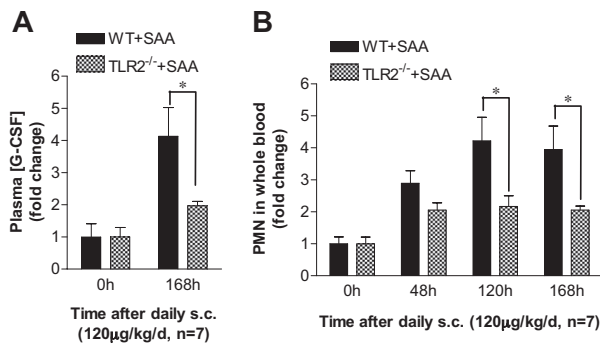 A
WT+SAA
TLR2-/-+SAA
Plasma [G-CSF]
(fold change)
6
5
4
3
2
1
0
*
0h
168h
Time after daily s.c.
(120μg/kg/d, n=7)
B
WT+SAA
TLR2-/-+SAA
PMN in whole blood
(fold change)
6
5
4
3
2
1
0
*
*
0h
48h
120h
168h
Time after daily s.c. (120μg/kg/d, n=7)